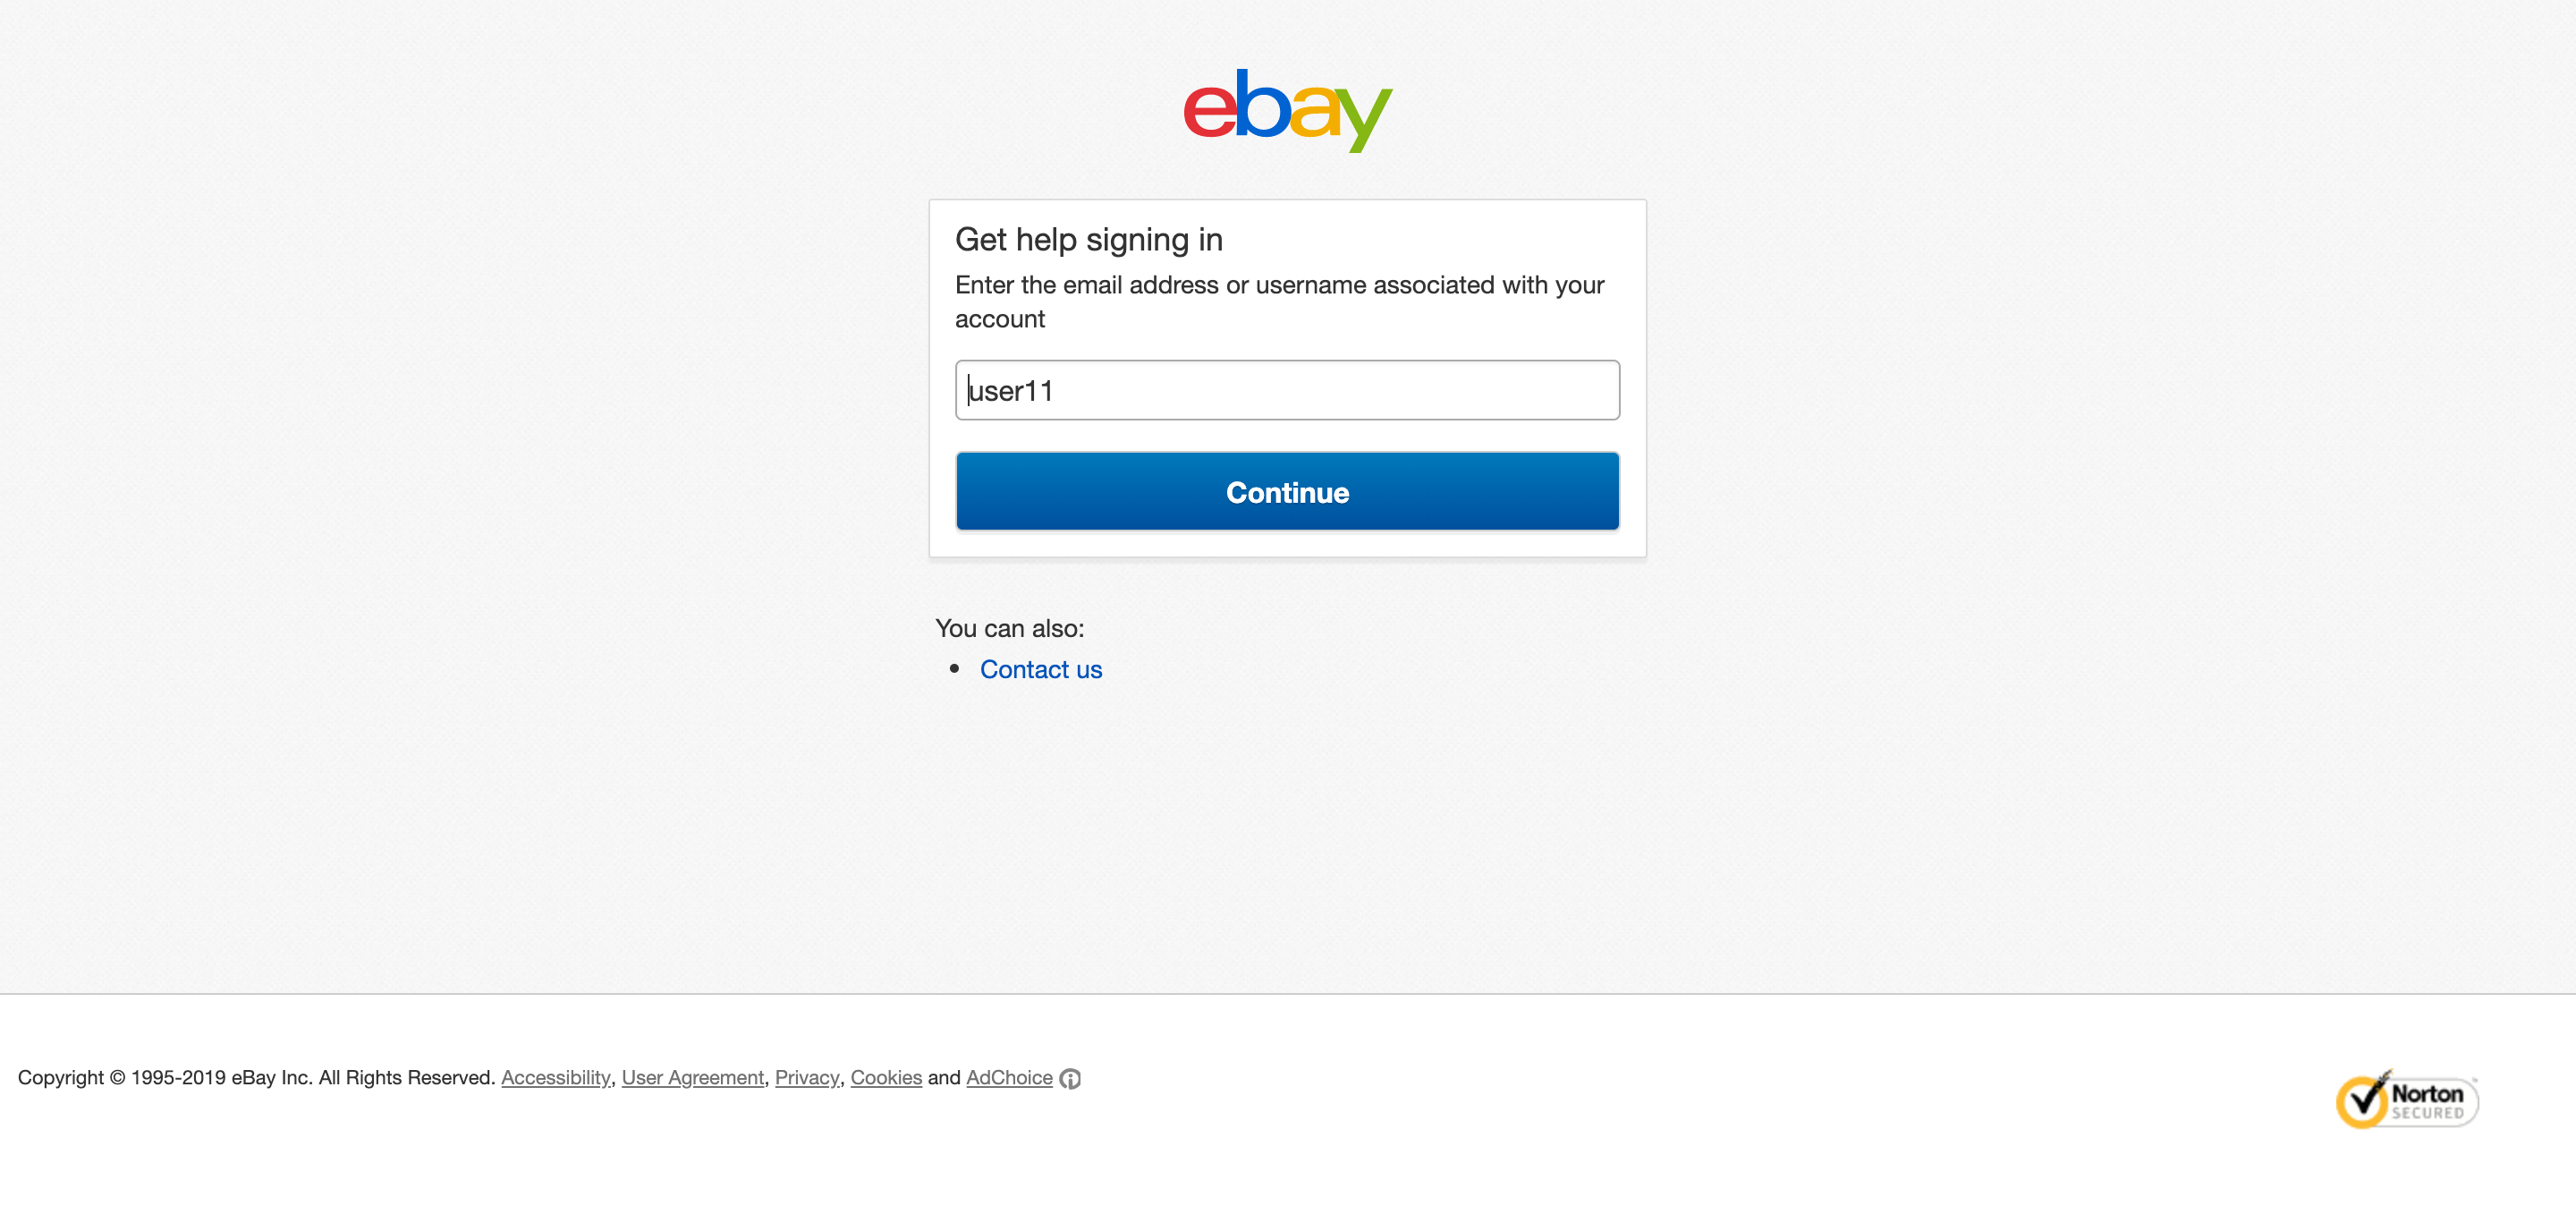 ebay
Get help signing in
Enter the email address or username associated with your
account
user11
Continue
You can also:
• Contact us
Copyright © 1995-2019 eBay Inc. All Rights Reserved. Accessibility, User Agreement, Privacy, Cookies and AdChoice
Norton
SECURED